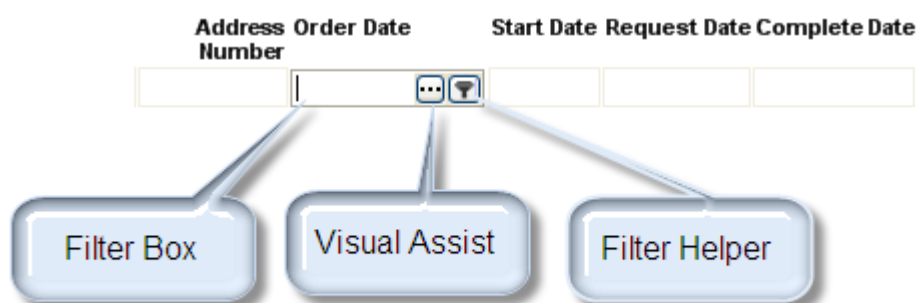 Address Order Date Start Date Request Date Complete Date
Number
Filter Box Visual Assist Filter Helper